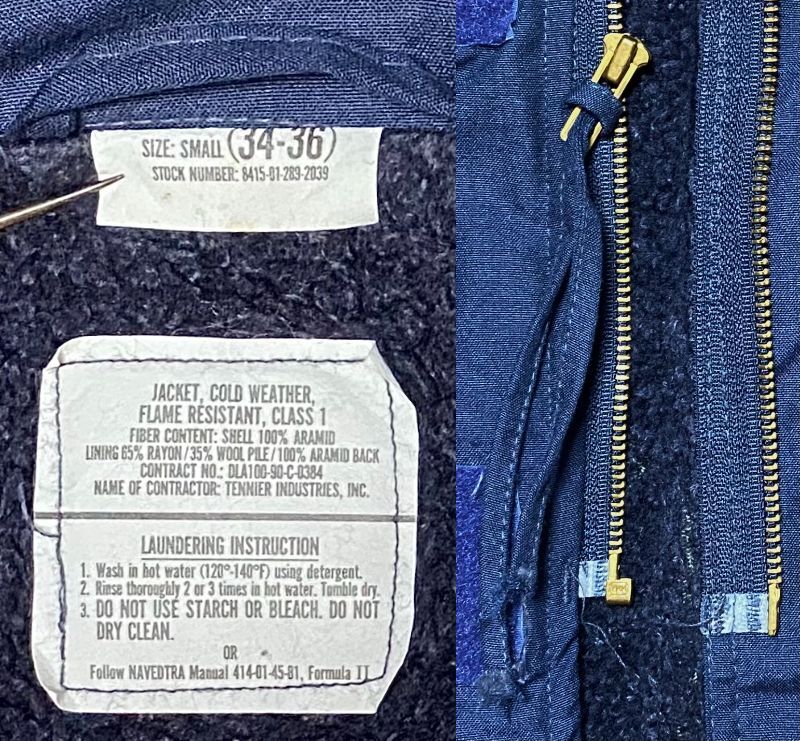 SIZE: SMALL (34-36)
STOCK NUMBER: 8415-01-289-2039
JACKET, COLD WEATHER,
FLAME RESISTANT, CLASS 1
FIBER CONTENT: SHELL 100% ARAMID
LINING 65% RAYON/35% WOOL PILE/100% ARAMID BACK
CONTRACT NO.: DLA100-90-C-0384
NAME OF CONTRACTOR: TENNIER INDUSTRIES, INC.
LAUNDERING INSTRUCTION
1. Wash in hot water (120°-140°F) using detergent.
2. Rinse thoroughly 2 or 3 times in hot water. Tumble dry.
3. DO NOT USE STARCH OR BLEACH. DO NOT
DRY CLEAN.
OR
Follow NAVEDTRA Manual 414-01-45-81, Formula II